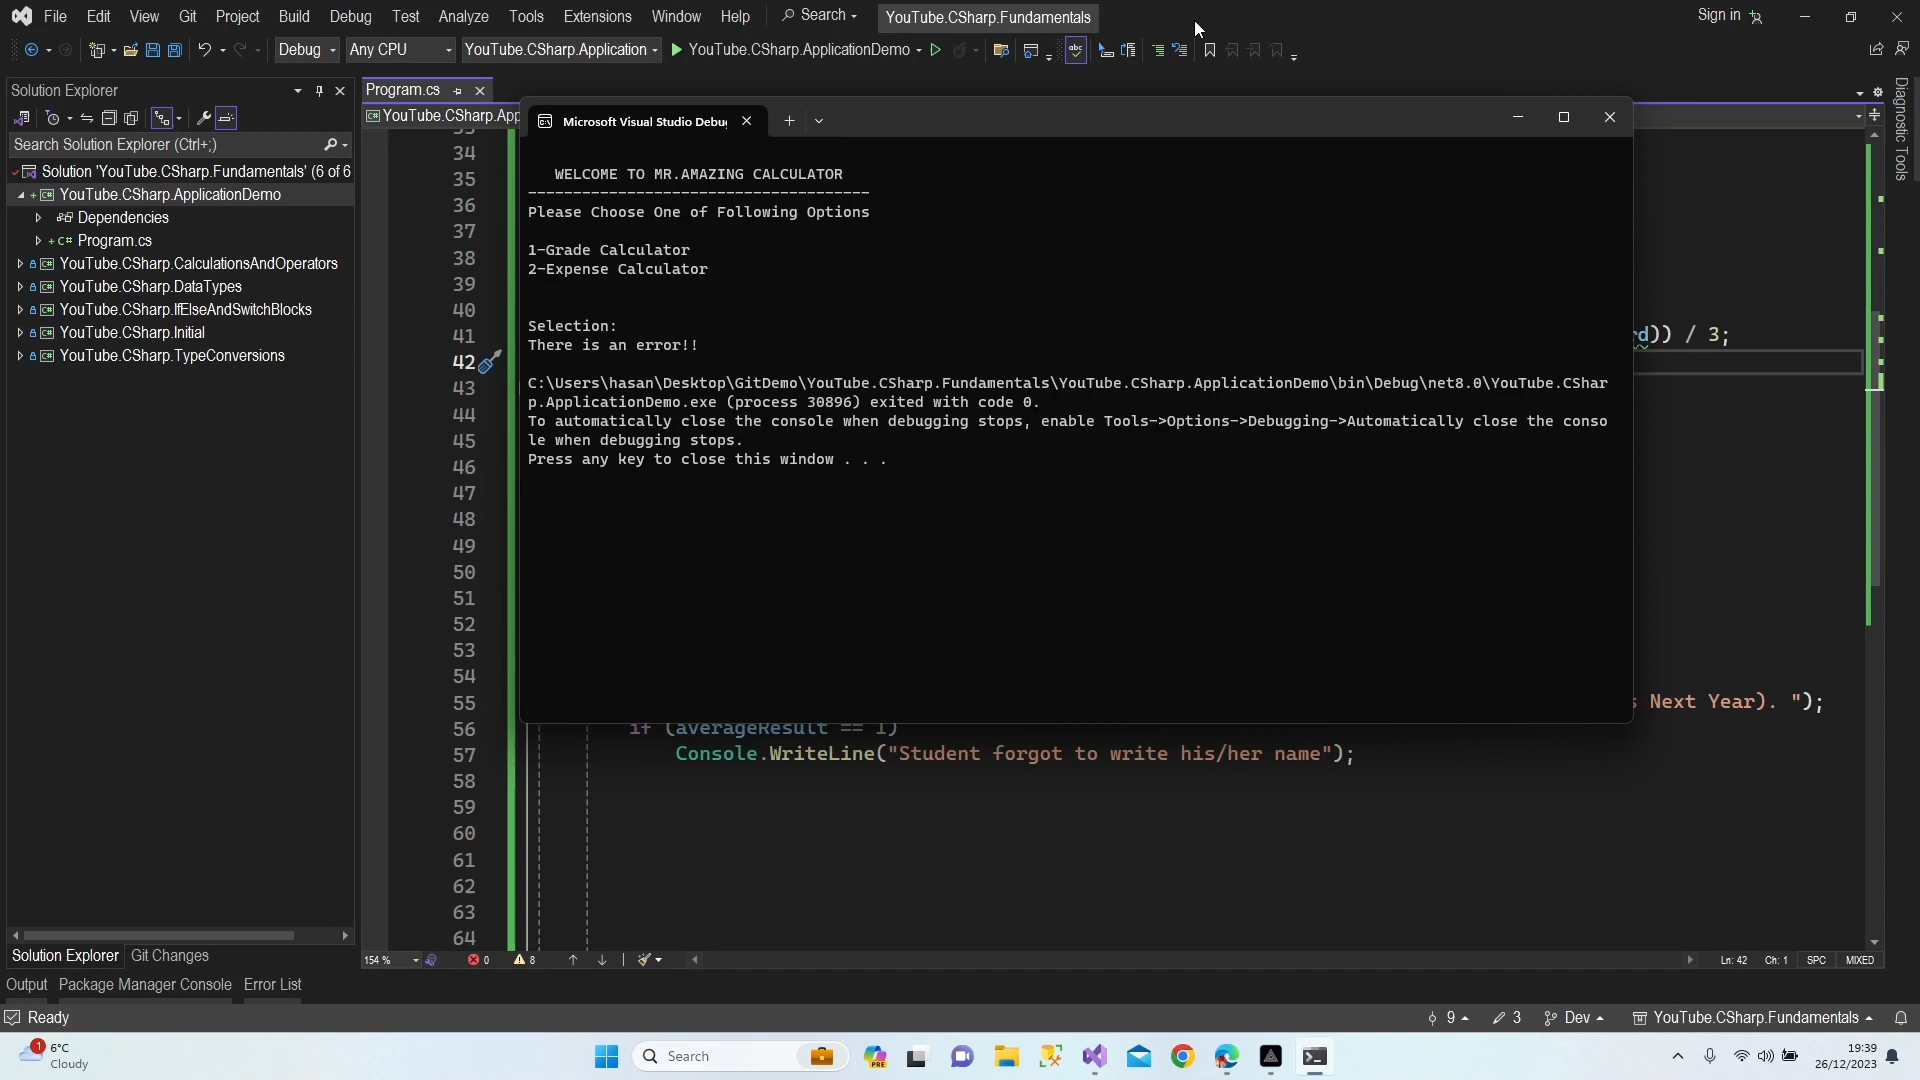 File Edit View Git Project Build Debug Test Analyze Tools Extensions Window Help Search YouTube.CSharp.Fundamentals Sign in
Debug Any CPU YouTube.CSharp.Application YouTube.CSharp.ApplicationDemo
Solution Explorer
Search Solution Explorer (Ctrl+;)
Solution 'YouTube.CSharp.Fundamentals' (6 of 6
YouTube.CSharp.ApplicationDemo
Dependencies
C# Program.cs
YouTube.CSharp.CalculationsAndOperators
YouTube.CSharp.DataTypes
YouTube.CSharp.IfElseAndSwitchBlocks
YouTube.CSharp.Initial
YouTube.CSharp.TypeConversions
Solution Explorer Git Changes
Program.cs
YouTube.CSharp.App
Microsoft Visual Studio Debu
WELCOME TO MR.AMAZING CALCULATOR
--------------------------------------
Please Choose One of Following Options
1-Grade Calculator
2-Expense Calculator
Selection:
There is an error!!
C:\Users\hasan\Desktop\GitDemo\YouTube.CSharp.Fundamentals\YouTube.CSharp.ApplicationDemo\bin\Debug\net8.0\YouTube.CShar
p.ApplicationDemo.exe (process 30896) exited with code 0.
To automatically close the console when debugging stops, enable Tools->Options->Debugging->Automatically close the conso
le when debugging stops.
Press any key to close this window . . .
34
35
36
37
38
39
40
41 rd)) / 3;
42
43
44
45
46
47
48
49
50
51
52
53
54
55 s Next Year). ");
56 if (averageResult == 1)
57 Console.WriteLine("Student forgot to write his/her name");
58
59
60
61
62
63
64
154 % 0 8 Ln: 42 Ch: 1 SPC MIXED
Diagnostic Tools
Output Package Manager Console Error List
Ready 9 3 Dev YouTube.CSharp.Fundamentals
1 6°C
Cloudy
Search
PRE
19:39
26/12/2023